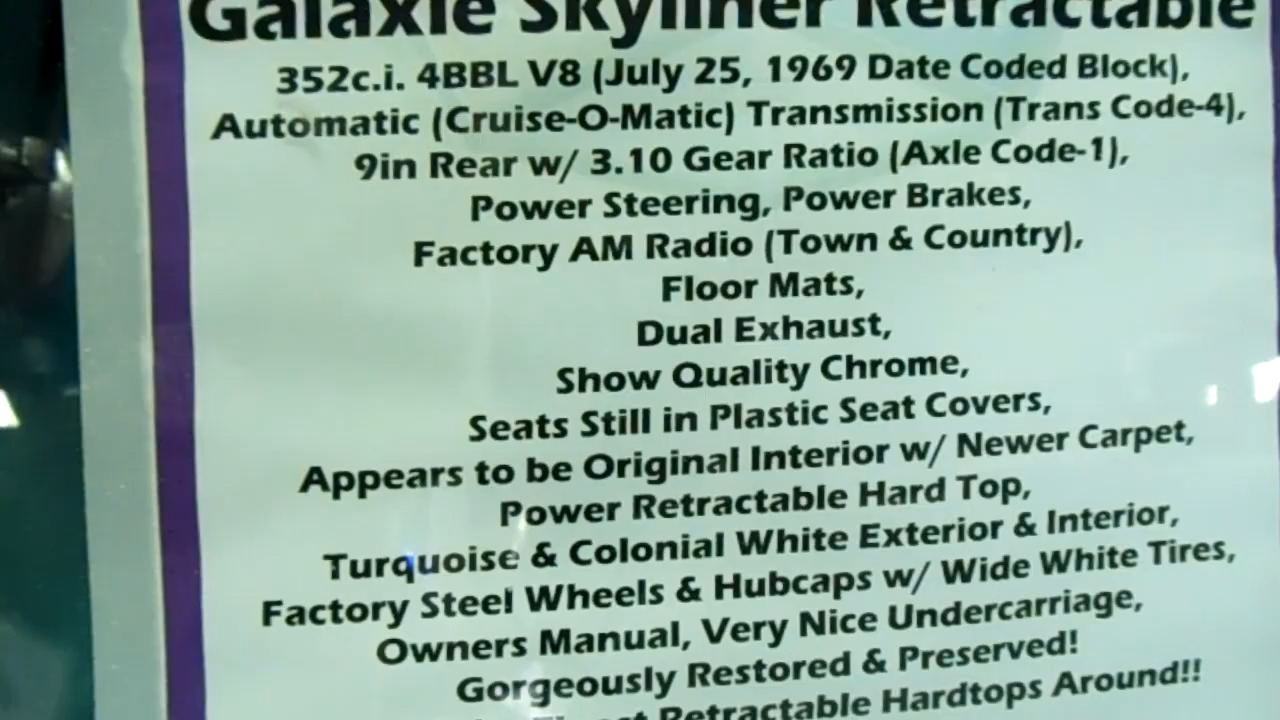 Galaxie Skyliner Retractable
352c.i. 4BBL V8 (July 25, 1969 Date Coded Block),
Automatic (Cruise-O-Matic) Transmission (Trans Code-4),
9in Rear w/ 3.10 Gear Ratio (Axle Code-1),
Power Steering, Power Brakes,
Factory AM Radio (Town & Country),
Floor Mats,
Dual Exhaust,
Show Quality Chrome,
Seats Still in Plastic Seat Covers,
Appears to be Original Interior w/ Newer Carpet,
Power Retractable Hard Top,
Turquoise & Colonial White Exterior & Interior,
Factory Steel Wheels & Hubcaps w/ Wide White Tires,
Owners Manual, Very Nice Undercarriage,
Gorgeously Restored & Preserved!
Retractable Hardtops Around!!